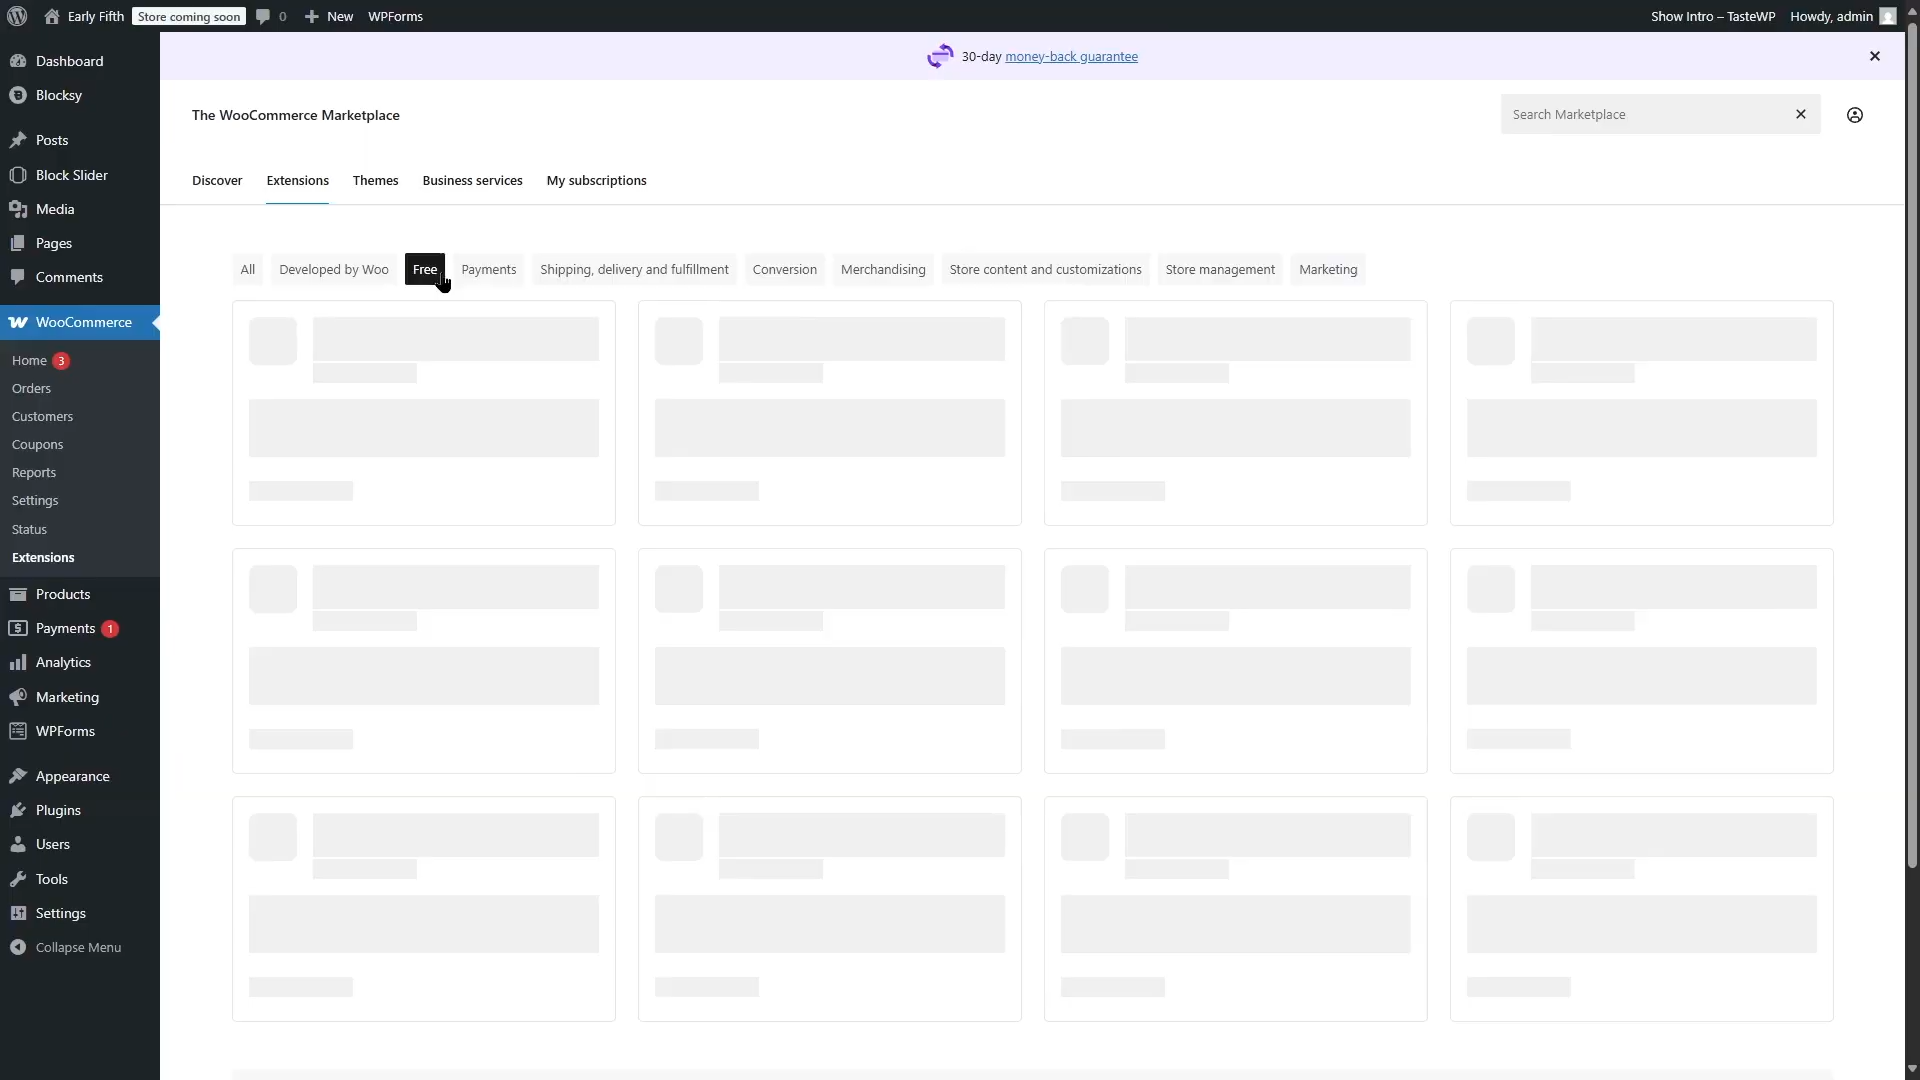 Early Fifth
Store coming soon
0
New
WPForms
Show Intro – TasteWP
Howdy, admin
Dashboard
Blocksy
Posts
Block Slider
Media
Pages
Comments
WooCommerce
Home 3
Orders
Customers
Coupons
Reports
Settings
Status
Extensions
Products
Payments 1
Analytics
Marketing
WPForms
Appearance
Plugins
Users
Tools
Settings
Collapse Menu
30-day money-back guarantee
The WooCommerce Marketplace
Search Marketplace
Discover
Extensions
Themes
Business services
My subscriptions
All
Developed by Woo
Free
Payments
Shipping, delivery and fulfillment
Conversion
Merchandising
Store content and customizations
Store management
Marketing